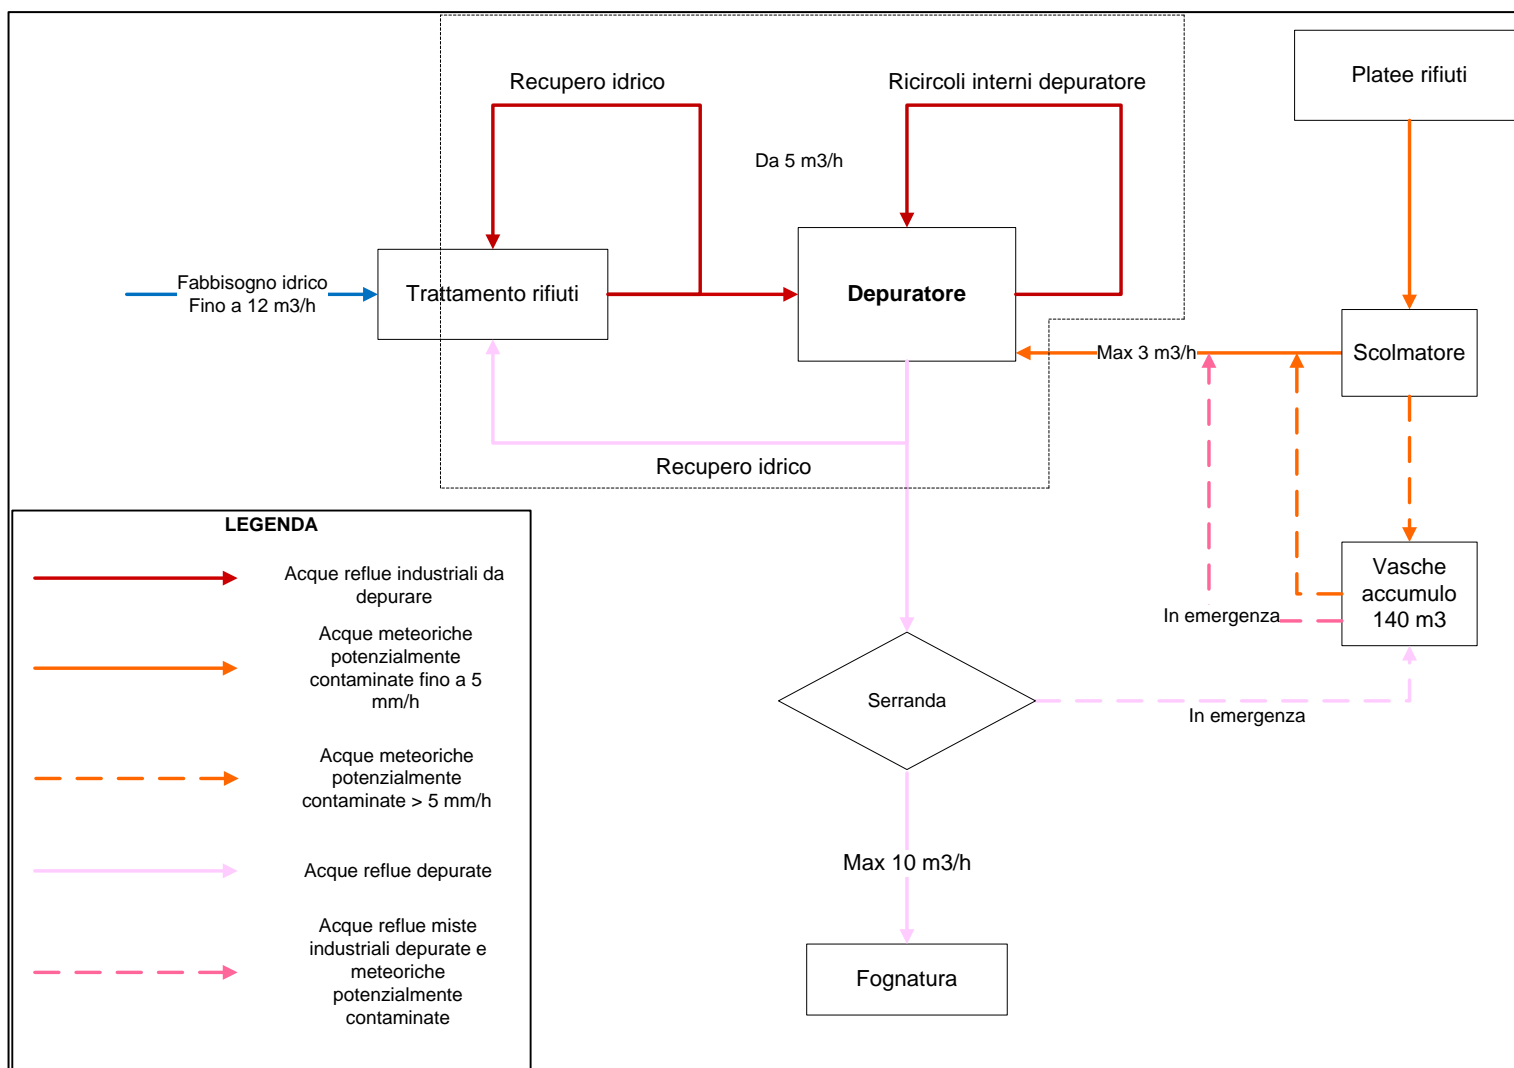 Platee rifiuti
Recupero idrico
Ricircoli interni depuratore
Da 5 m3/h
Fabbisogno idrico
Fino a 12 m3/h
Trattamento rifiuti
Depuratore
Max 3 m3/h
Scolmatore
Recupero idrico
Vasche
accumulo
140 m3
In emergenza
Serranda
In emergenza
Max 10 m3/h
Fognatura
LEGENDA
Acque reflue industriali da
depurare
Acque meteoriche
potenzialmente
contaminate fino a 5
mm/h
Acque meteoriche
potenzialmente
contaminate > 5 mm/h
Acque reflue depurate
Acque reflue miste
industriali depurate e
meteoriche
potenzialmente
contaminate